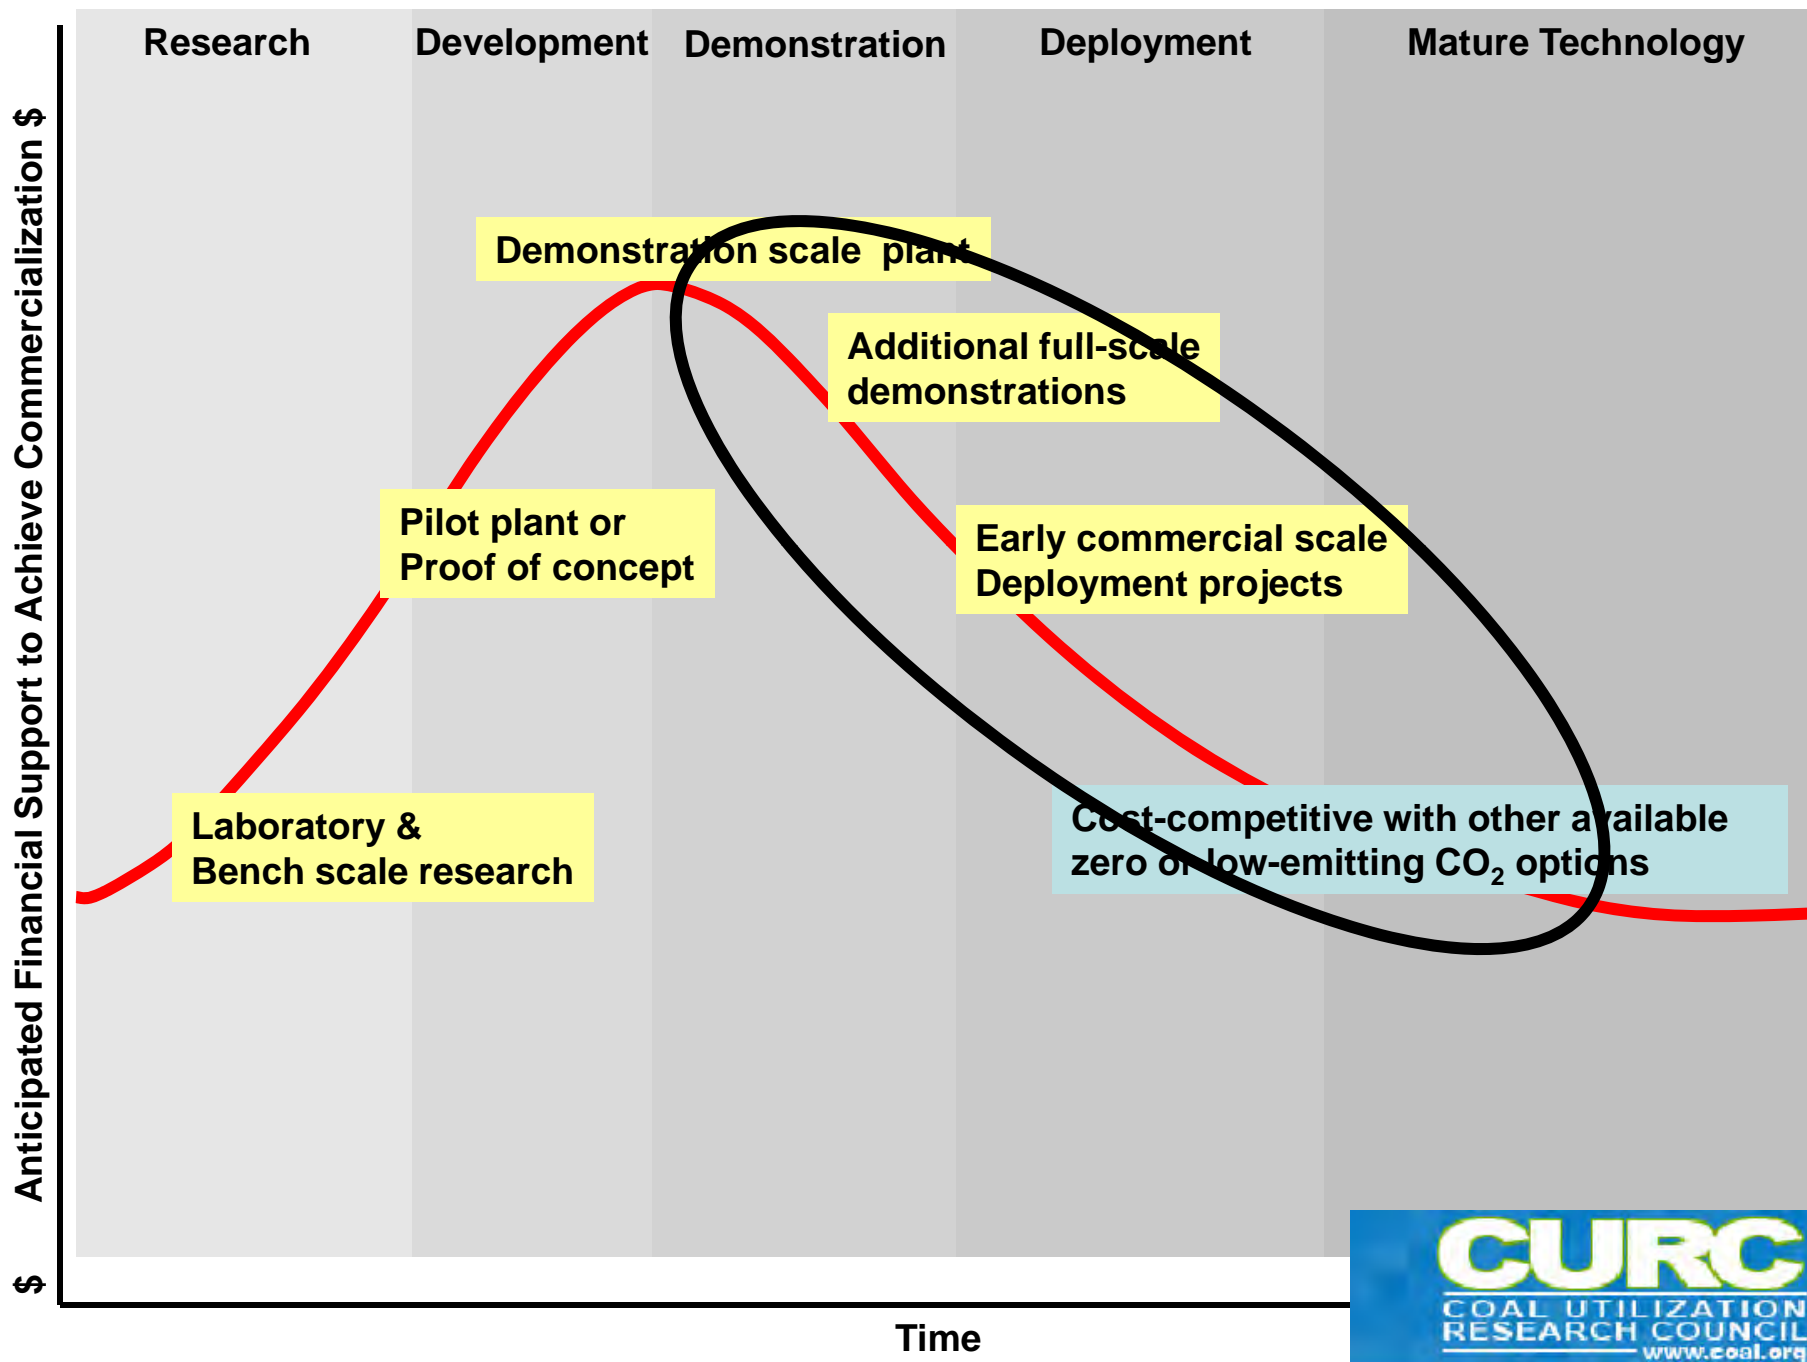 Research
Development
Demonstration
Deployment
Mature Technology
Anticipated Financial Support to Achieve Commercialization $
$
Demonstration scale  plant
Additional full-scale
demonstrations
Pilot plant or
Proof of concept
Early commercial scale
Deployment projects
Laboratory &
Bench scale research
Cost-competitive with other available
zero or low-emitting CO₂ options
Time
CURC
COAL UTILIZATION
RESEARCH COUNCIL
www.coal.org